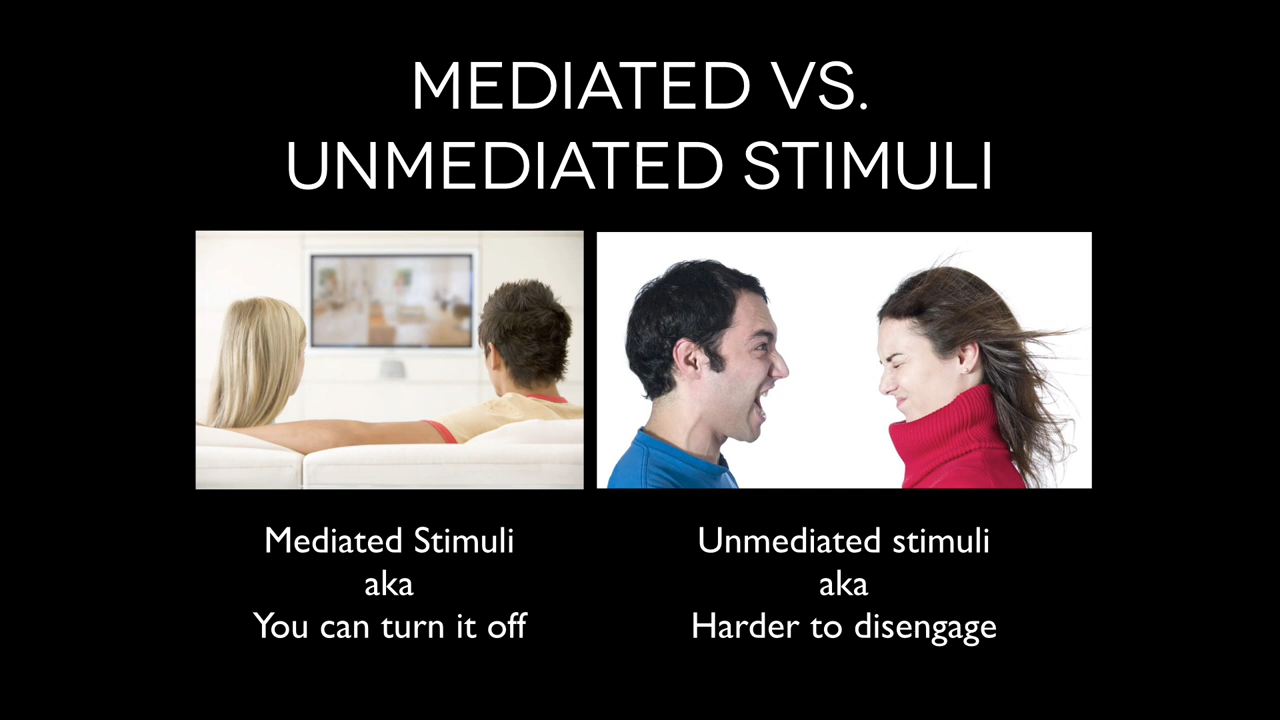 MEDIATED VS.
UNMEDIATED STIMULI
Mediated Stimuli
aka
You can turn it off
Unmediated stimuli
aka
Harder to disengage